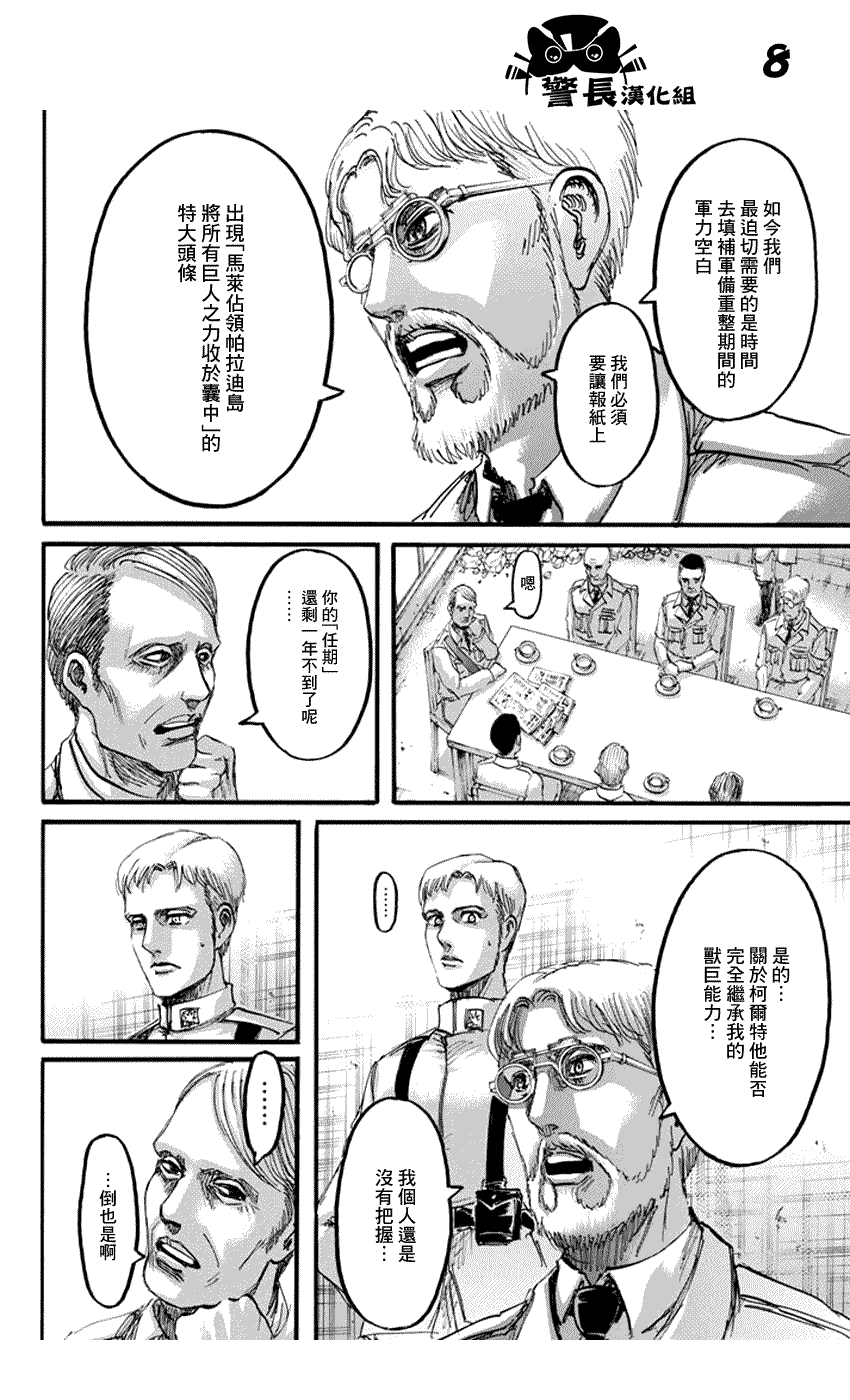 警長漢化組
8
如今我們
最迫切需要的是時間
去填補軍備重整期間的
軍力空白
我們必須
要讓報紙上
出現「馬萊佔領帕拉迪島
將所有巨人之力收於囊中」的
特大頭條
嗯
你的「任期」
還剩一年不到了呢
……
是的…
關於柯爾特他能否
完全繼承我的
獸巨能力…
……
我個人還是
沒有把握…
……
…倒也是啊